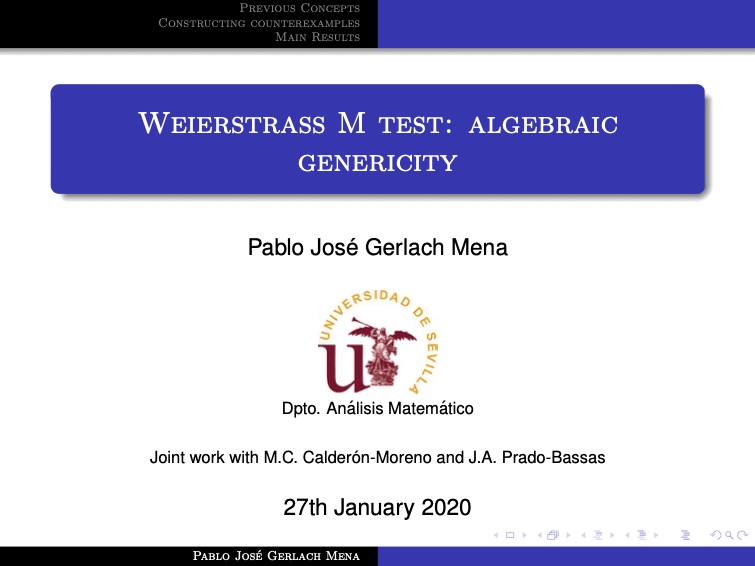 Previous Concepts
Constructing counterexamples
Main Results
Weierstrass M test: algebraic
genericity
Pablo José Gerlach Mena
UNIVERSIDAD DE SEVILLA
u
Dpto. Análisis Matemático
Joint work with M.C. Calderón-Moreno and J.A. Prado-Bassas
27th January 2020
Pablo José Gerlach Mena